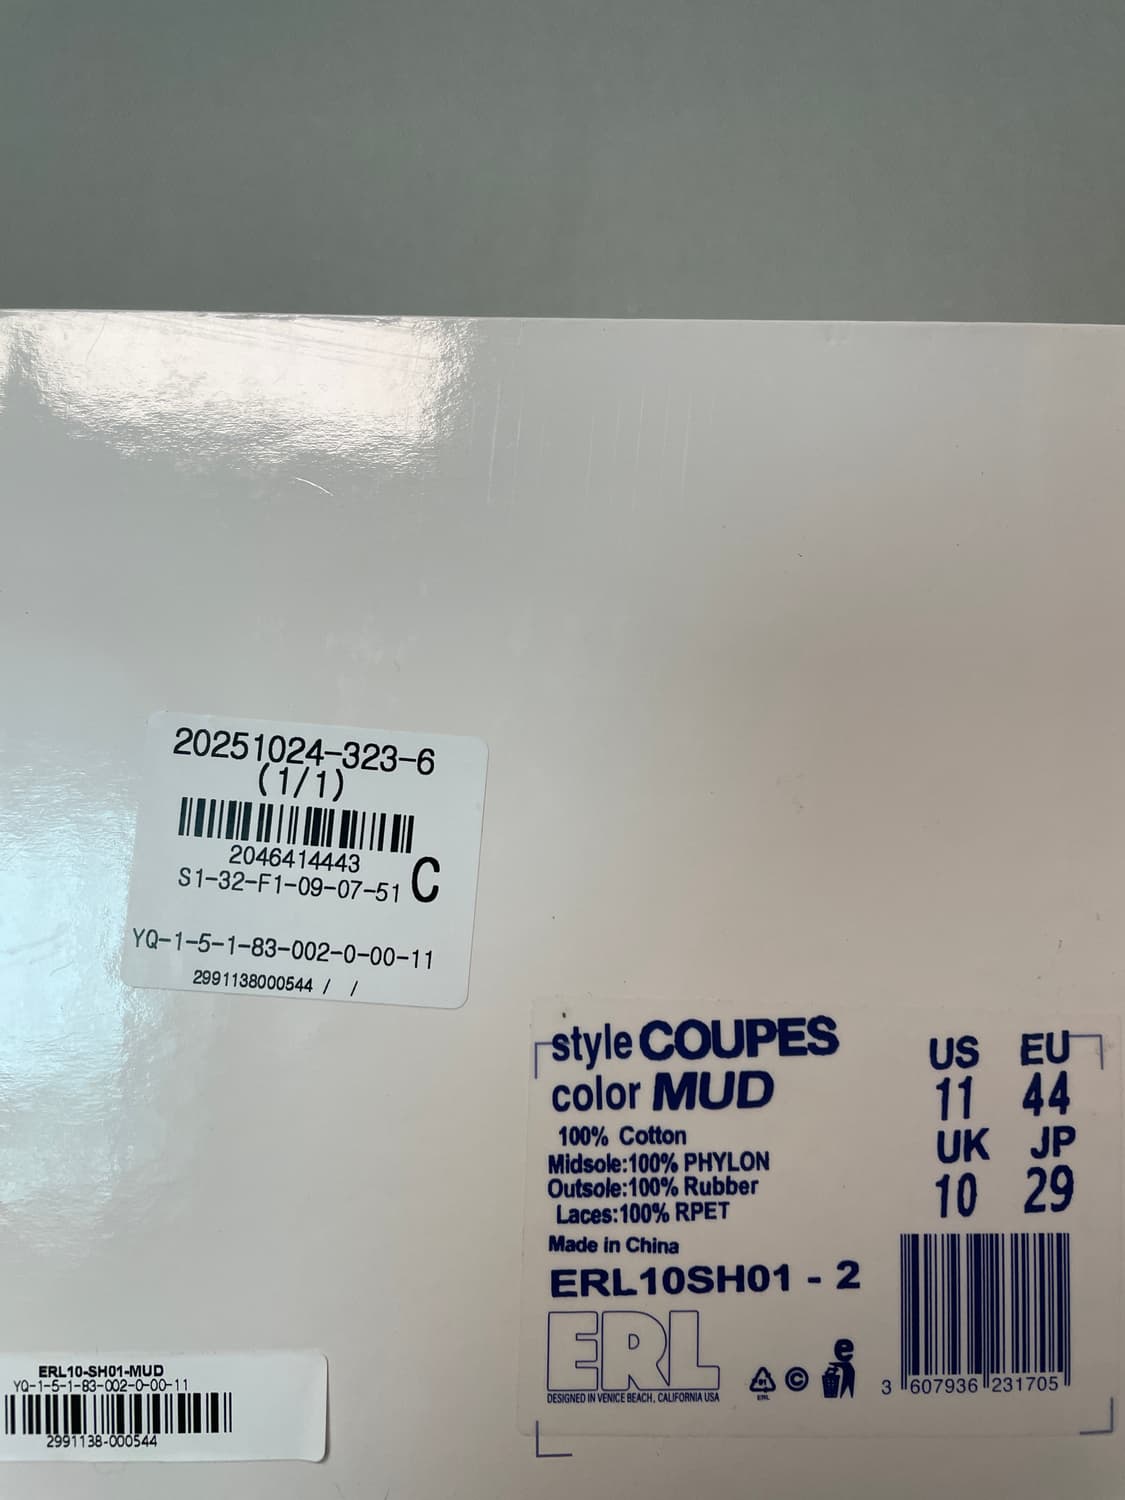 20251024-323-6
(1/1)
2046414443
S1-32-F1-09-07-51 C
YQ-1-5-1-83-002-0-00-11
2991138000544 / /
style COUPES
color MUD
100% Cotton
Midsole:100% PHYLON
Outsole:100% Rubber
Laces:100% RPET
Made in China
ERL10SH01 - 2
ERL
DESIGNED IN VENICE BEACH, CALIFORNIA USA
US EU
11 44
UK JP
10 29
01
ERL
©
e
3 607936 231705
ERL10-SH01-MUD
YQ-1-5-1-83-002-0-00-11
2991138-000544